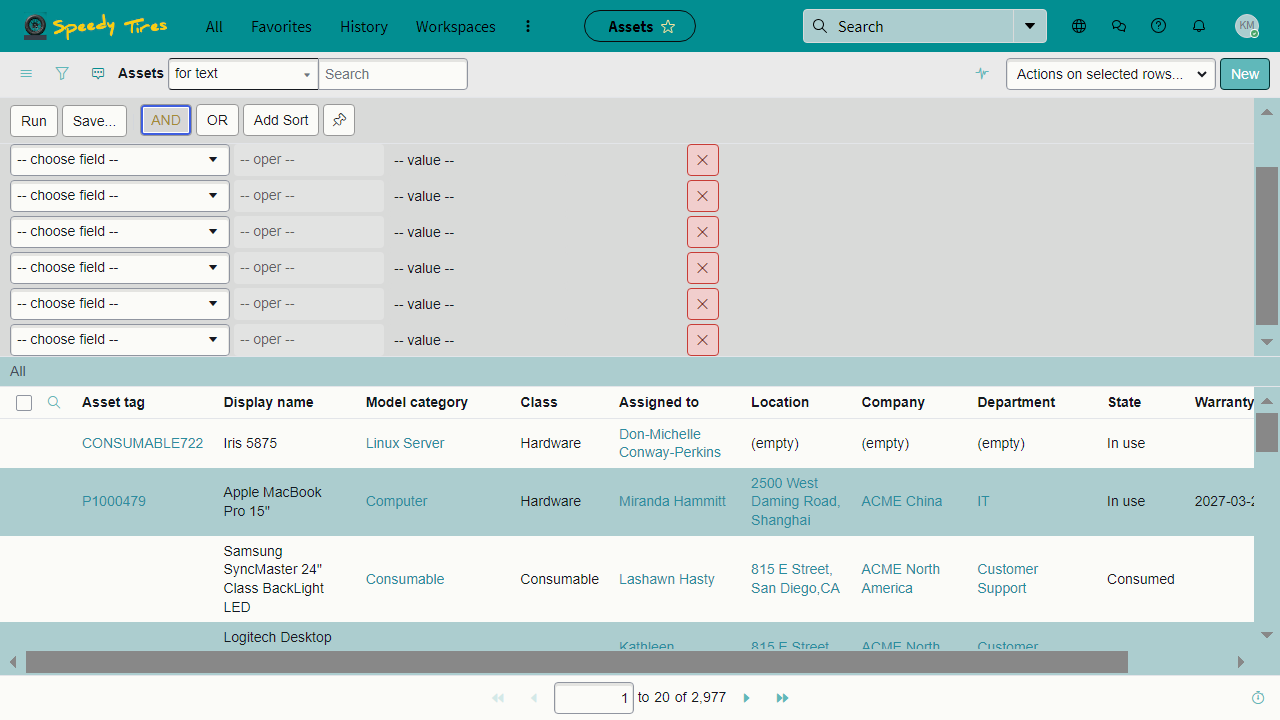 Speedy Tires
All
Favorites
History
Workspaces
Assets
Search
KM
Assets
for text
Search
Actions on selected rows...
New
Run
Save...
AND
OR
Add Sort
-- choose field --
-- oper --
-- value --
-- choose field --
-- oper --
-- value --
-- choose field --
-- oper --
-- value --
-- choose field --
-- oper --
-- value --
-- choose field --
-- oper --
-- value --
-- choose field --
-- oper --
-- value --
All
Asset tag
Display name
Model category
Class
Assigned to
Location
Company
Department
State
Warranty
CONSUMABLE722
Iris 5875
Linux Server
Hardware
Don-Michelle
Conway-Perkins
(empty)
(empty)
(empty)
In use
P1000479
Apple MacBook
Pro 15"
Computer
Hardware
Miranda Hammitt
2500 West
Daming Road,
Shanghai
ACME China
IT
In use
2027-03-2
Samsung
SyncMaster 24"
Class BackLight
LED
Consumable
Consumable
Lashawn Hasty
815 E Street,
San Diego,CA
ACME North
America
Customer
Support
Consumed
Logitech Desktop
Kathleen
815 E Street,
ACME North
Customer
1
to 20 of 2,977